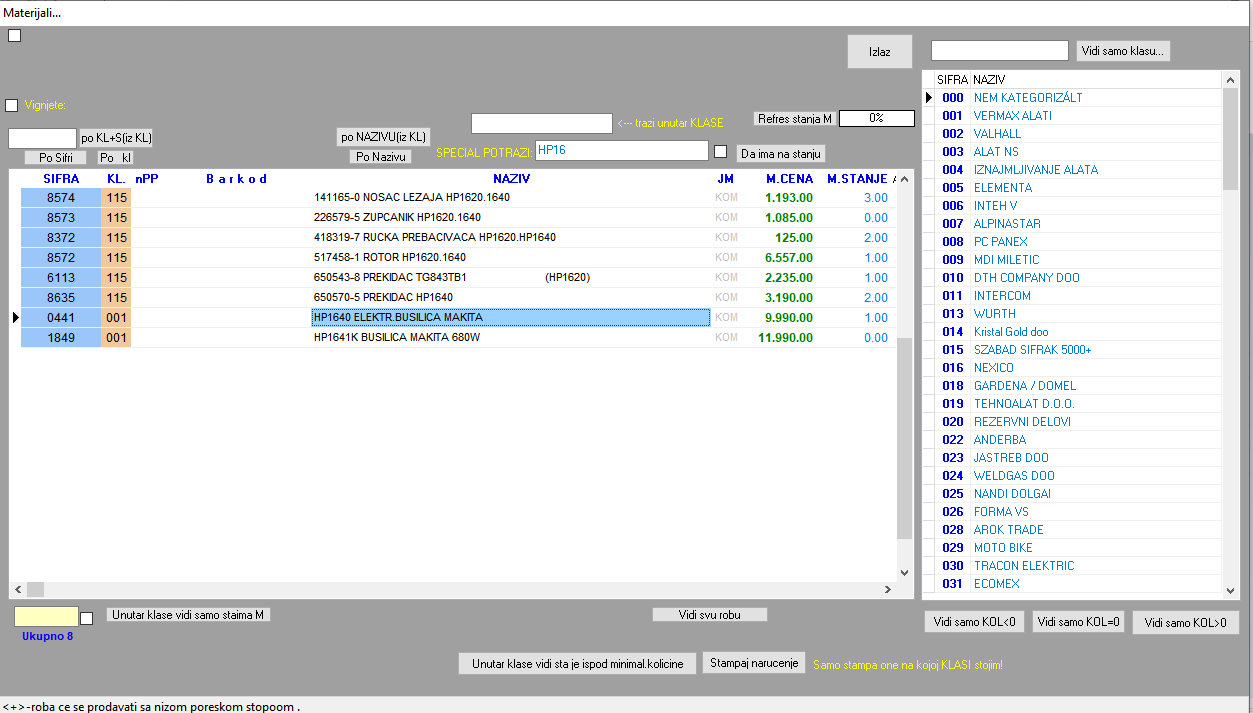 Materijali...
Izlaz
Vidi samo klasu...
Vignjete:
<--- trazi unutar KLASE
Refres stanja M
0%
po KL+S(iz KL)
po NAZIVU(iz KL)
SPECIAL POTRAZI:
HP16
Da ima na stanju
Po Sifri
Po kl
Po Nazivu
SIFRA KL. nPP Barkod NAZIV JM M.CENA M.STANJE
8574 115 141165-0 NOSAC LEZAJA HP1620.1640 KOM 1.193.00 3.00
8573 115 226579-5 ZUPCANIK HP1620.1640 KOM 1.085.00 0.00
8372 115 418319-7 RUCKA PREBACIVACA HP1620.HP1640 KOM 125.00 2.00
8572 115 517458-1 ROTOR HP1620.1640 KOM 6.557.00 1.00
6113 115 650543-8 PREKIDAC TG843TB1 (HP1620) KOM 2.235.00 1.00
8635 115 650570-5 PREKIDAC HP1640 KOM 3.190.00 2.00
0441 001 HP1640 ELEKTR.BUSILICA MAKITA KOM 9.990.00 1.00
1849 001 HP1641K BUSILICA MAKITA 680W KOM 11.990.00 0.00
SIFRA NAZIV
000 NEM KATEGORIZÁLT
001 VERMAX ALATI
002 VALHALL
003 ALAT NS
004 IZNAJMLJIVANJE ALATA
005 ELEMENTA
006 INTEH V
007 ALPINASTAR
008 PC PANEX
009 MDI MILETIC
010 DTH COMPANY DOO
011 INTERCOM
013 WURTH
014 Kristal Gold doo
015 SZABAD SIFRAK 5000+
016 NEXICO
018 GARDENA / DOMEL
019 TEHNOALAT D.O.O.
020 REZERVNI DELOVI
022 ANDERBA
023 JASTREB DOO
024 WELDGAS DOO
025 NANDI DOLGAI
026 FORMA VS
028 AROK TRADE
029 MOTO BIKE
030 TRACON ELEKTRIC
031 ECOMEX
Unutar klase vidi samo staima M
Vidi svu robu
Vidi samo KOL<0
Vidi samo KOL=0
Vidi samo KOL>0
Ukupno 8
Unutar klase vidi sta je ispod minimal.kolicine
Stampaj narucenje
Samo stampa one na kojoj KLASI stojim!
<+>-roba ce se prodavati sa nizom poreskom stopoom .